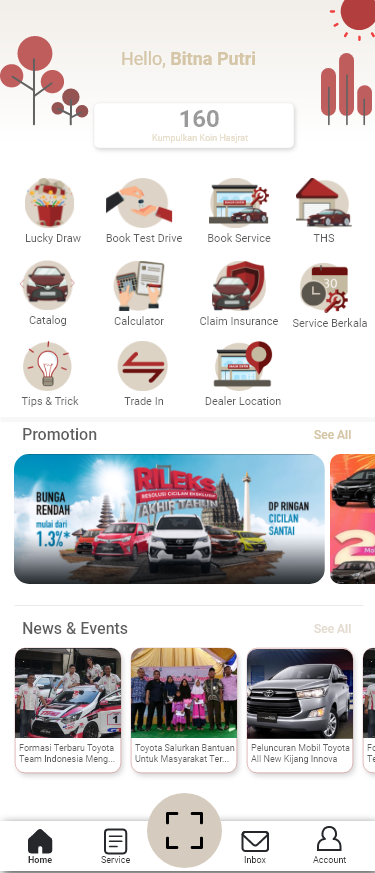 Hello, Bitna Putri
160
Kumpulkan Koin Hasjrat
Lucky Draw
Book Test Drive
Book Service
THS
30
Catalog
Calculator
Claim Insurance
Service Berkala
Tips & Trick
Trade In
Dealer Location
Promotion
See All
BUNGA
RENDAH
mulai dari
1.3%*
RILEKS
RESOLUSI CICILAN EKSKLUSIF
AKHIR TAHUN
DP RINGAN
CICILAN
SANTAI
2
News & Events
See All
1
Formasi Terbaru Toyota
Team Indonesia Meng...
Toyota Salurkan Bantuan
Untuk Masyarakat Ter...
Peluncuran Mobil Toyota
All New Kijang Innova
Home
Service
Inbox
Account